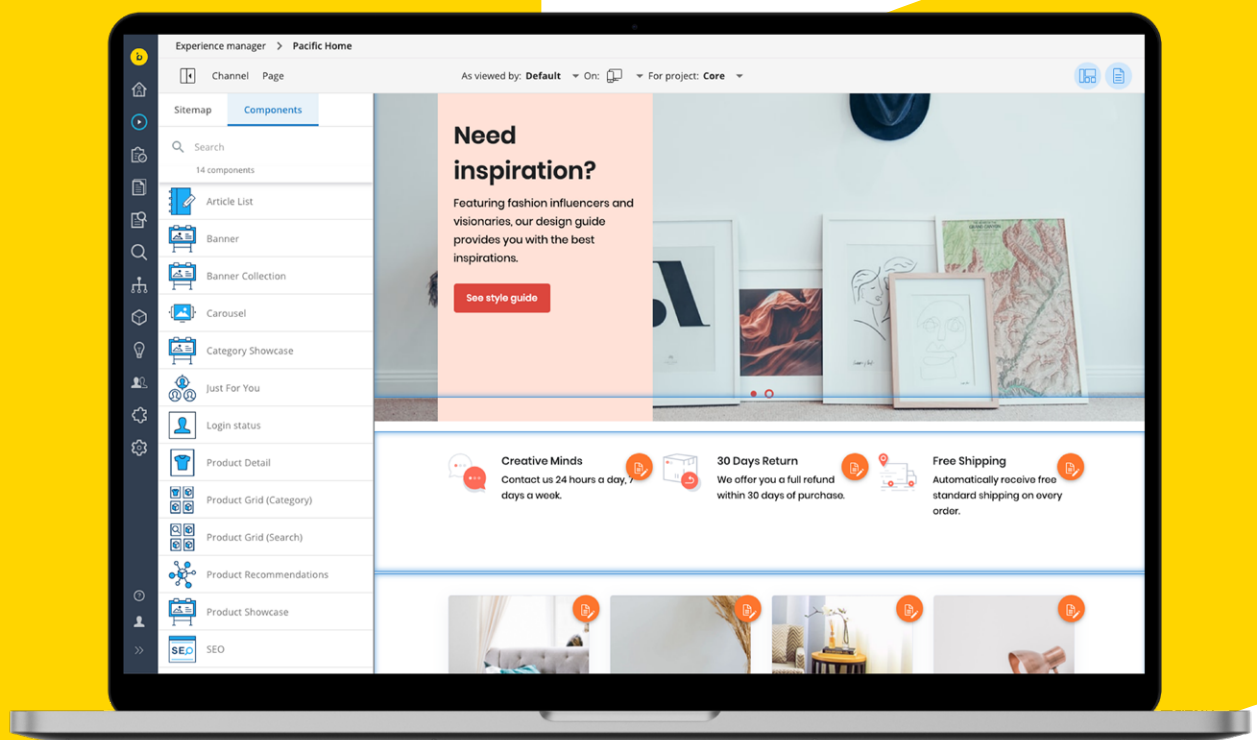 Experience manager > Pacific Home
Channel Page
As viewed by: Default On: For project: Core
Sitemap Components
Search
14 components
Article List
Banner
Banner Collection
Carousel
Category Showcase
Just For You
Login status
Product Detail
Product Grid (Category)
Product Grid (Search)
Product Recommendations
Product Showcase
SEO
SEO
Need
inspiration?
Featuring fashion influencers and
visionaries, our design guide
provides you with the best
inspirations.
See style guide
Creative Minds
Contact us 24 hours a day, 7
days a week.
30 Days Return
We offer you a full refund
within 30 days of purchase.
Free Shipping
Automatically receive free
standard shipping on every
order.